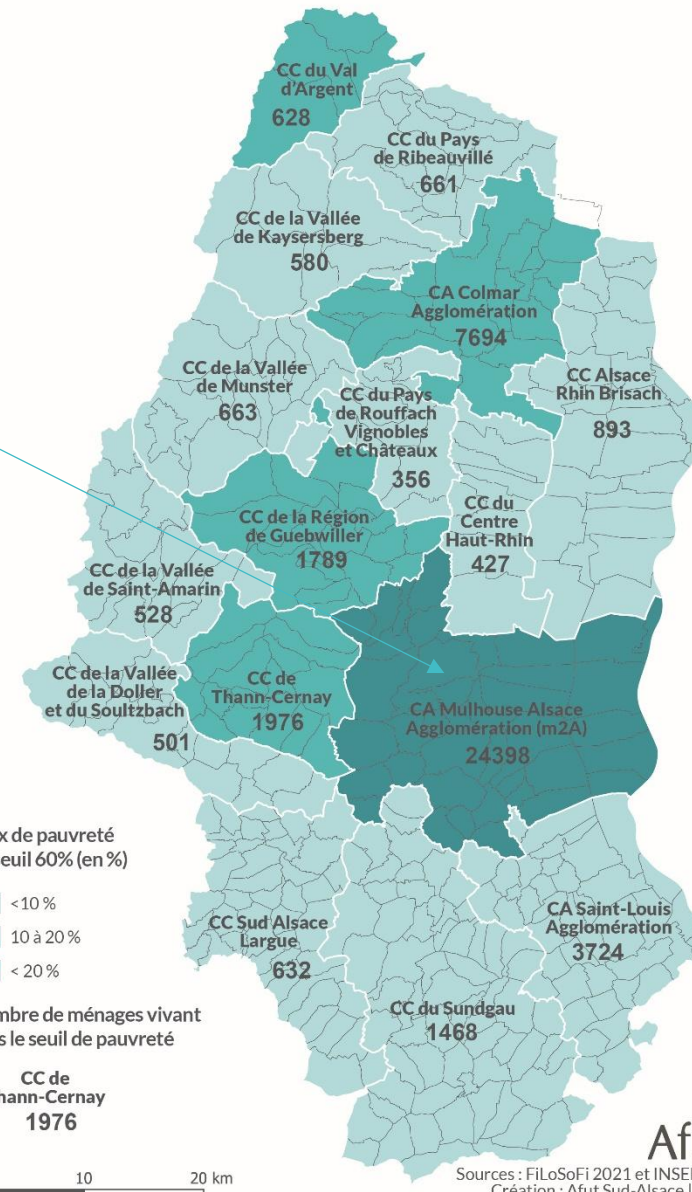 CC du Val
d'Argent
628
CC du Pays
de Ribeauvillé
661
CC de la Vallée
de Kaysersberg
580
CA Colmar
Agglomération
7694
CC de la Vallée
de Munster
663
CC du Pays
de Rouffach
Vignobles
et Châteaux
356
CC Alsace
Rhin Brisach
893
CC de la Région
de Guebwiller
1789
CC du
Centre
Haut-Rhin
427
CC de la Vallée
de Saint-Amarin
528
CC de la Vallée
de la Doller
et du Soultzbach
501
CC de
Thann-Cernay
1976
CA Mulhouse Alsace
Agglomération (m2A)
24398
x de pauvreté
euil 60% (en %)
<10 %
10 à 20 %
< 20 %
mbre de ménages vivant
s le seuil de pauvreté
CC de
hann-Cernay
1976
CC Sud Alsace
Largue
632
CC du Sundgau
1468
CA Saint-Louis
Agglomération
3724
10 20 km
Af
Sources : FiLoSoFi 2021 et INSE
Création : Afut Sud-Alsace